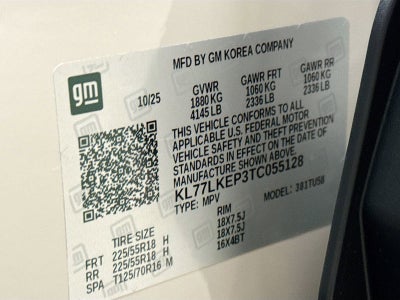 gm
MFD BY GM KOREA COMPANY
10/25 GVWR GAWR FRT GAWR RR
1880 KG 1060 KG 1060 KG
4145 LB 2336 LB 2336 LB
THIS VEHICLE CONFORMS TO ALL
APPLICABLE U.S. FEDERAL MOTOR
VEHICLE SAFETY AND THEFT PREVENTION
STANDARDS IN EFFECT ON THE DATE OF
MANUFACTURE SHOWN ABOVE.
KL77LKEP3TC055128
TYPE: MPV MODEL: 381TU58
TIRE SIZE RIM
FRT 225/55R18 H 18X7.5J
RR 225/55R18 H 18X7.5J
SPA T125/70R16 M 16X4BT